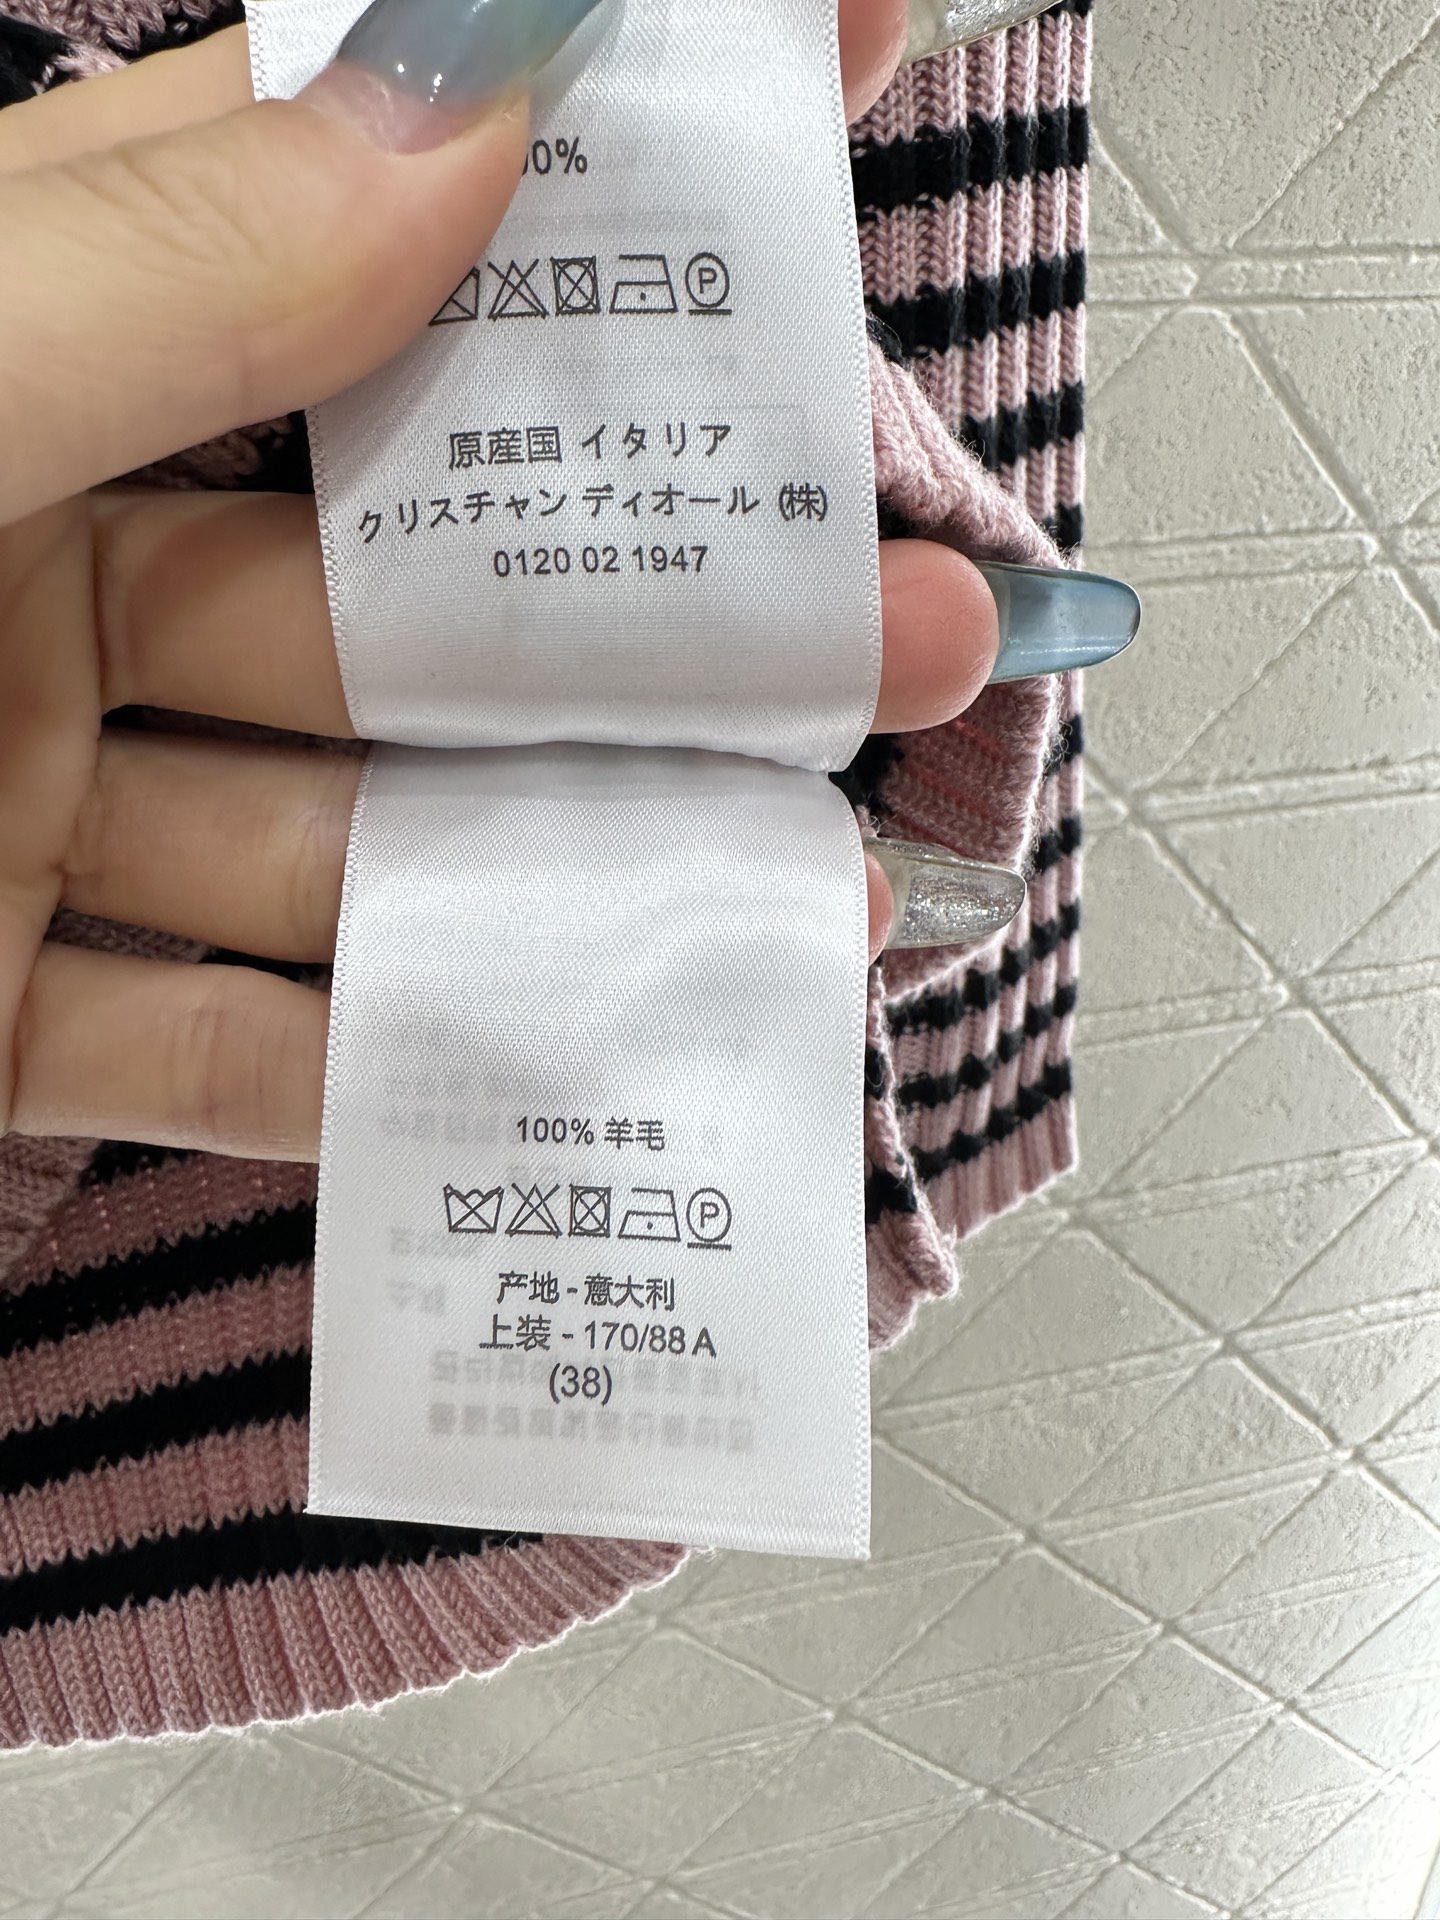 原産国 イタリア
クリスチャン ディオール (株)
0120 02 1947
100% 羊毛
P
产地 - 意大利
上装 - 170/88 A
(38)